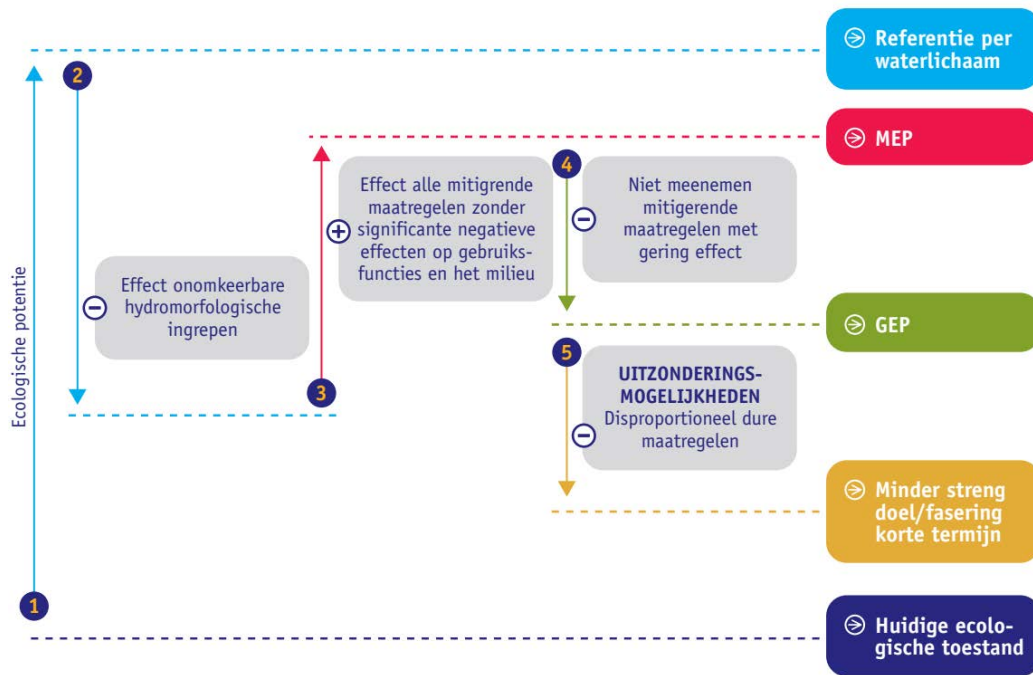 Ecologische potentie
1
2
Effect onomkeerbare
hydromorfologische
ingrepen
3
Effect alle mitigrende
maatregelen zonder
significante negatieve
effecten op gebruiks-
functies en het milieu
4
Niet meenemen
mitigerende
maatregelen met
gering effect
5
UITZONDERINGS-
MOGELIJKHEDEN
Disproportioneel dure
maatregelen
Referentie per
waterlichaam
MEP
GEP
Minder streng
doel/fasering
korte termijn
Huidige ecolo-
gische toestand